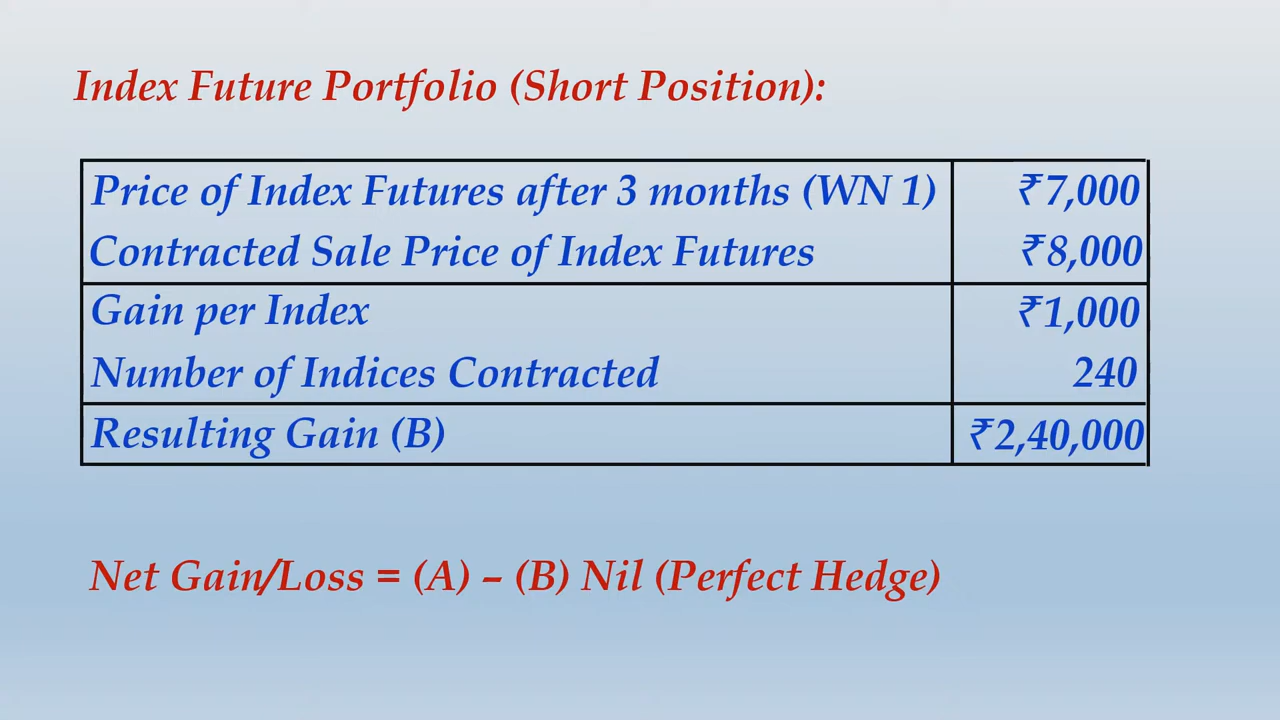 Index Future Portfolio (Short Position):
Price of Index Futures after 3 months (WN 1) ₹7,000
Contracted Sale Price of Index Futures ₹8,000
Gain per Index ₹1,000
Number of Indices Contracted 240
Resulting Gain (B) ₹2,40,000
Net Gain/Loss = (A) – (B) Nil (Perfect Hedge)